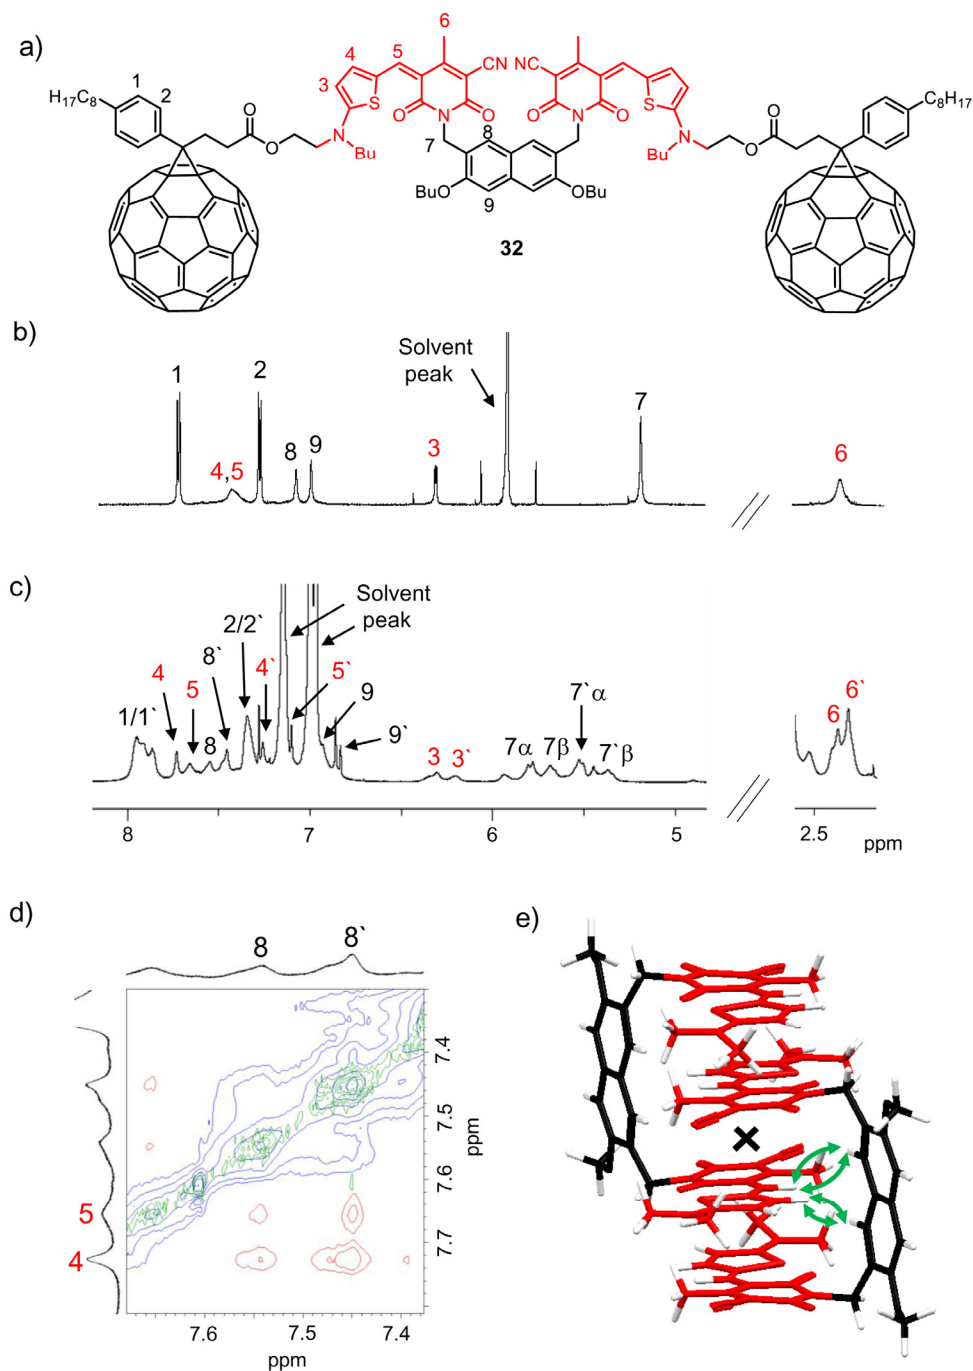 a)
6
4
5
CN
NC
1
3
S
S
H17C8
2
O
O
O
O
O
O
C8H17
N
N
N
N
O
O
7
8
Bu
Bu
OBu
OBu
9
32
b)
Solvent
peak
1
2
4,5
8
9
3
7
6
c)
Solvent
peak
2/2`
8`
4`
5`
4
5
8
9
9`
1/1`
3
3`
7α
7β
7`α
7`β
6`
6
8
7
6
5
2.5
ppm
d)
8
8`
e)
7.4
7.5
ppm
7.6
5
7.7
4
7.6
7.5
7.4
ppm